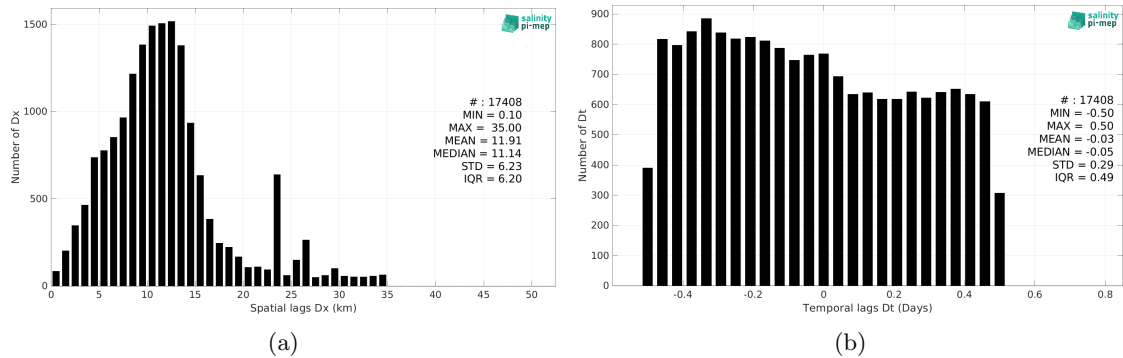 1500
1000
500
0
Number of Dx
salinity
pi-mep
# : 17408
MIN = 0.10
MAX = 35.00
MEAN = 11.91
MEDIAN = 11.14
STD = 6.23
IQR = 6.20
0 5 10 15 20 25 30 35 40 45 50
Spatial lags Dx (km)
(a)
900
800
700
600
500
400
300
200
100
0
Number of Dt
salinity
pi-mep
# : 17408
MIN = -0.50
MAX = 0.50
MEAN = -0.03
MEDIAN = -0.05
STD = 0.29
IQR = 0.49
-0.4 -0.2 0 0.2 0.4 0.6 0.8
Temporal lags Dt (Days)
(b)